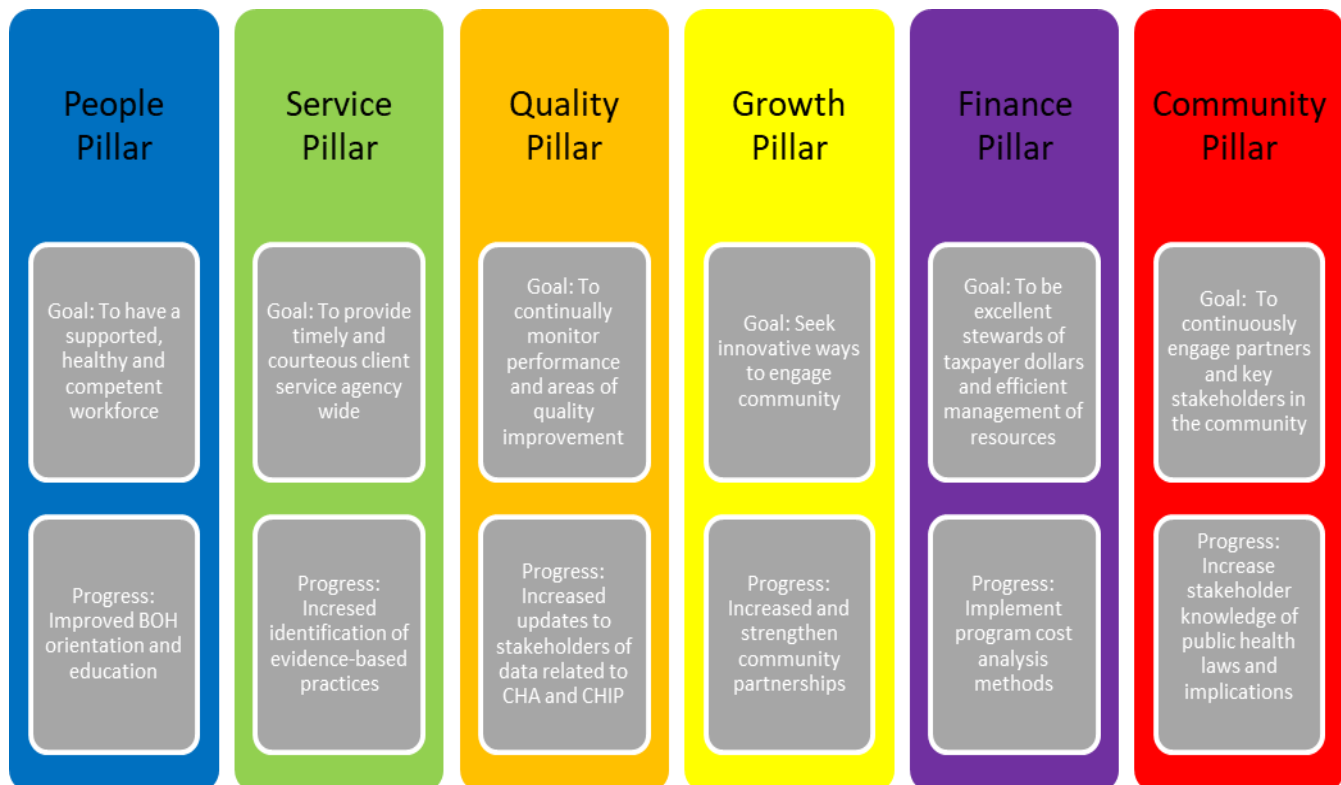 People
Pillar
Goal: To have a
supported,
healthy and
competent
workforce
Progress:
Improved BOH
orientation and
education
Service
Pillar
Goal: To provide
timely and
courteous client
service agency
wide
Progress:
Incresed
identification of
evidence-based
practices
Quality
Pillar
Goal: To
continually
monitor
performance
and areas of
quality
improvement
Progress:
Increased
updates to
stakeholders of
data related to
CHA and CHIP
Growth
Pillar
Goal: Seek
innovative ways
to engage
community
Progress:
Increased and
strengthen
community
partnerships
Finance
Pillar
Goal: To be
excellent
stewards of
taxpayer dollars
and efficient
management of
resources
Progress:
Implement
program cost
analysis
methods
Community
Pillar
Goal:  To
continuously
engage partners
and key
stakeholders in
the community
Progress:
Increase
stakeholder
knowledge of
public health
laws and
implications